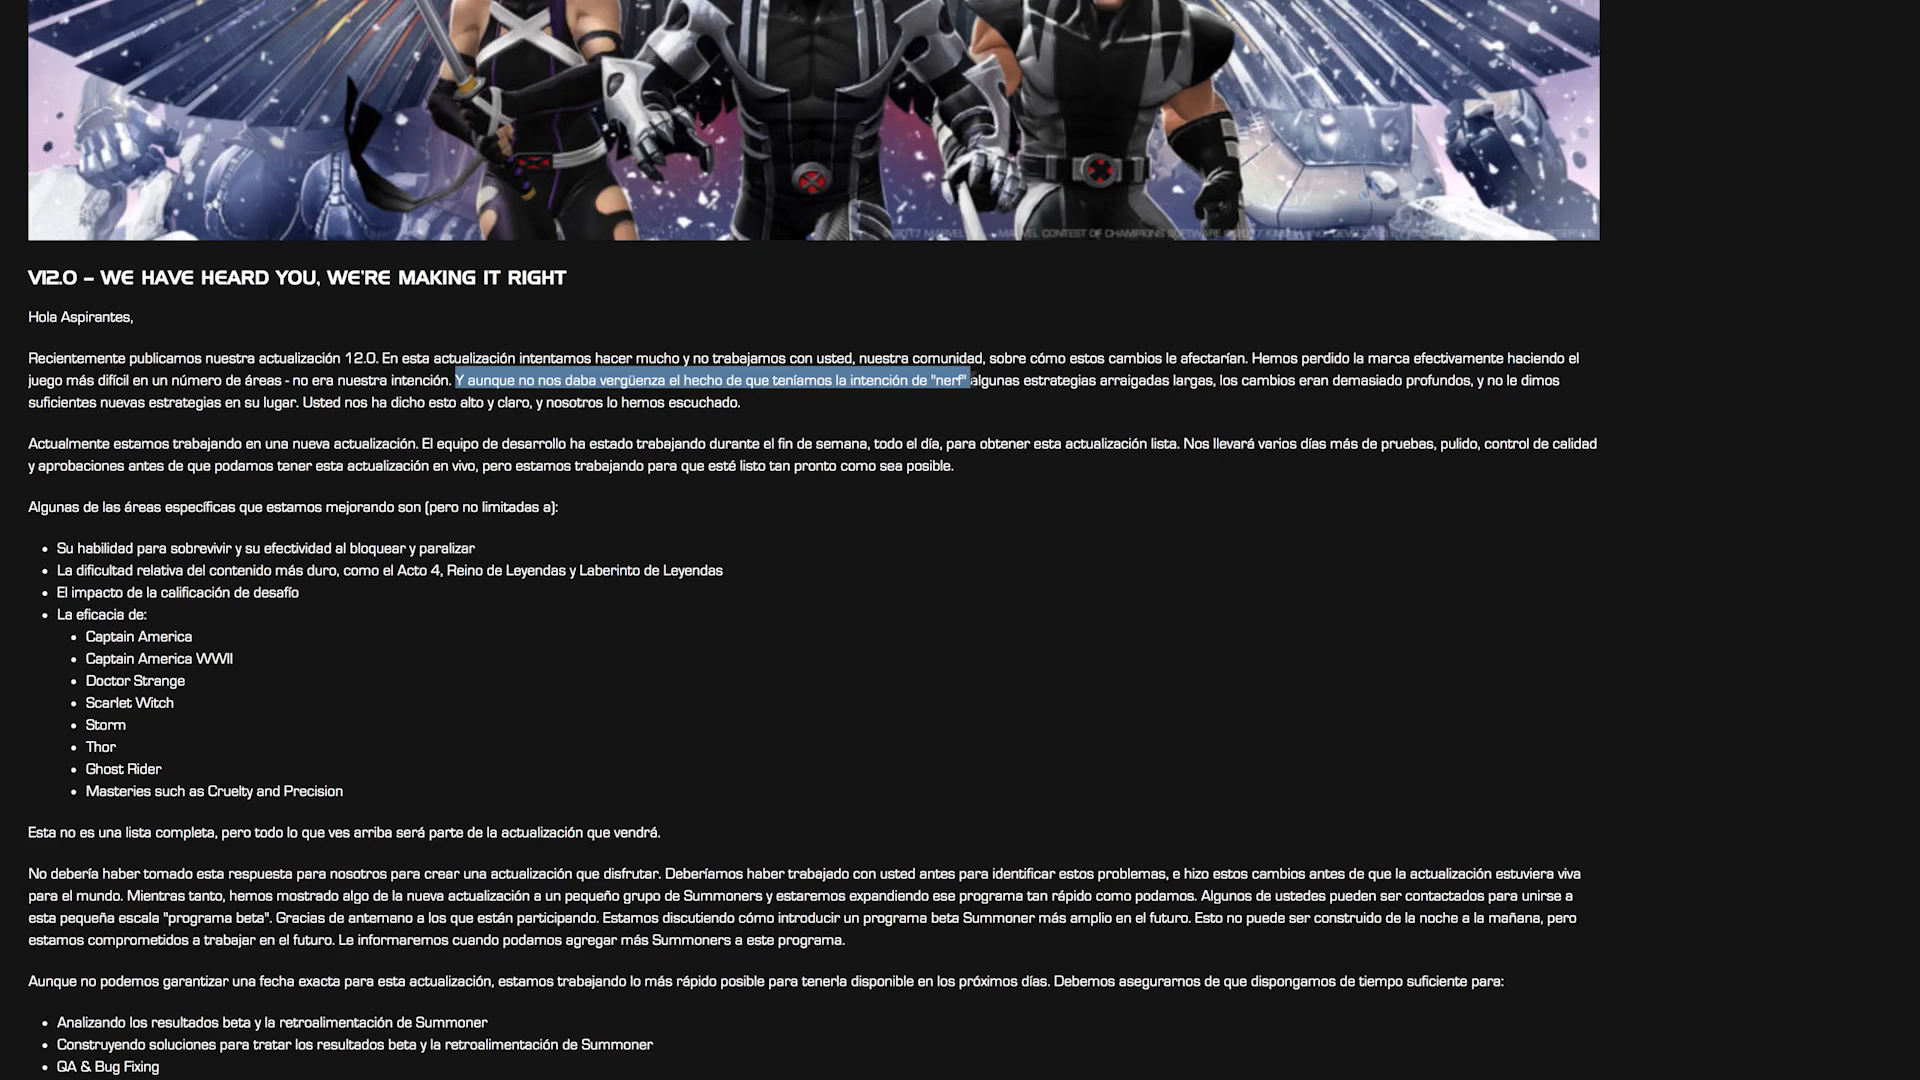 MARVEL CONTEST OF CHAMPIONS SOFTWARE
V12.0 – WE HAVE HEARD YOU, WE'RE MAKING IT RIGHT
Hola Aspirantes,
Recientemente publicamos nuestra actualización 12.0. En esta actualización intentamos hacer mucho y no trabajamos con usted, nuestra comunidad, sobre cómo estos cambios le afectarían. Hemos perdido la marca efectivamente haciendo el
juego más difícil en un número de áreas - no era nuestra intención. Y aunque no nos daba vergüenza el hecho de que teníamos la intención de "nerf" algunas estrategias arraigadas largas, los cambios eran demasiado profundos, y no le dimos
suficientes nuevas estrategias en su lugar. Usted nos ha dicho esto alto y claro, y nosotros lo hemos escuchado.
Actualmente estamos trabajando en una nueva actualización. El equipo de desarrollo ha estado trabajando durante el fin de semana, todo el día, para obtener esta actualización lista. Nos llevará varios días más de pruebas, pulido, control de calidad
y aprobaciones antes de que podamos tener esta actualización en vivo, pero estamos trabajando para que esté listo tan pronto como sea posible.
Algunas de las áreas específicas que estamos mejorando son (pero no limitadas a):
• Su habilidad para sobrevivir y su efectividad al bloquear y paralizar
• La dificultad relativa del contenido más duro, como el Acto 4, Reino de Leyendas y Laberinto de Leyendas
• El impacto de la calificación de desafío
• La eficacia de:
• Captain America
• Captain America WWII
• Doctor Strange
• Scarlet Witch
• Storm
• Thor
• Ghost Rider
• Masteries such as Cruelty and Precision
Esta no es una lista completa, pero todo lo que ves arriba será parte de la actualización que vendrá.
No debería haber tomado esta respuesta para nosotros para crear una actualización que disfrutar. Deberíamos haber trabajado con usted antes para identificar estos problemas, e hizo estos cambios antes de que la actualización estuviera viva
para el mundo. Mientras tanto, hemos mostrado algo de la nueva actualización a un pequeño grupo de Summoners y estaremos expandiendo ese programa tan rápido como podamos. Algunos de ustedes pueden ser contactados para unirse a
esta pequeña escala "programa beta". Gracias de antemano a los que están participando. Estamos discutiendo cómo introducir un programa beta Summoner más amplio en el futuro. Esto no puede ser construido de la noche a la mañana, pero
estamos comprometidos a trabajar en el futuro. Le informaremos cuando podamos agregar más Summoners a este programa.
Aunque no podemos garantizar una fecha exacta para esta actualización, estamos trabajando lo más rápido posible para tenerla disponible en los próximos días. Debemos asegurarnos de que dispongamos de tiempo suficiente para:
• Analizando los resultados beta y la retroalimentación de Summoner
• Construyendo soluciones para tratar los resultados beta y la retroalimentación de Summoner
• QA & Bug Fixing